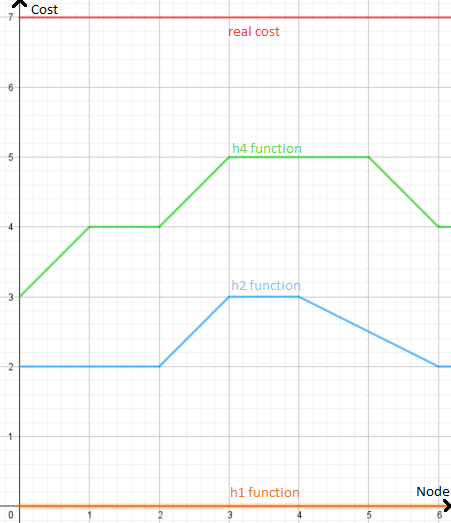 Cost
7
real cost
6
5
h4 function
4
3
h2 function
2
1
h1 function
Node
0 1 2 3 4 5 6